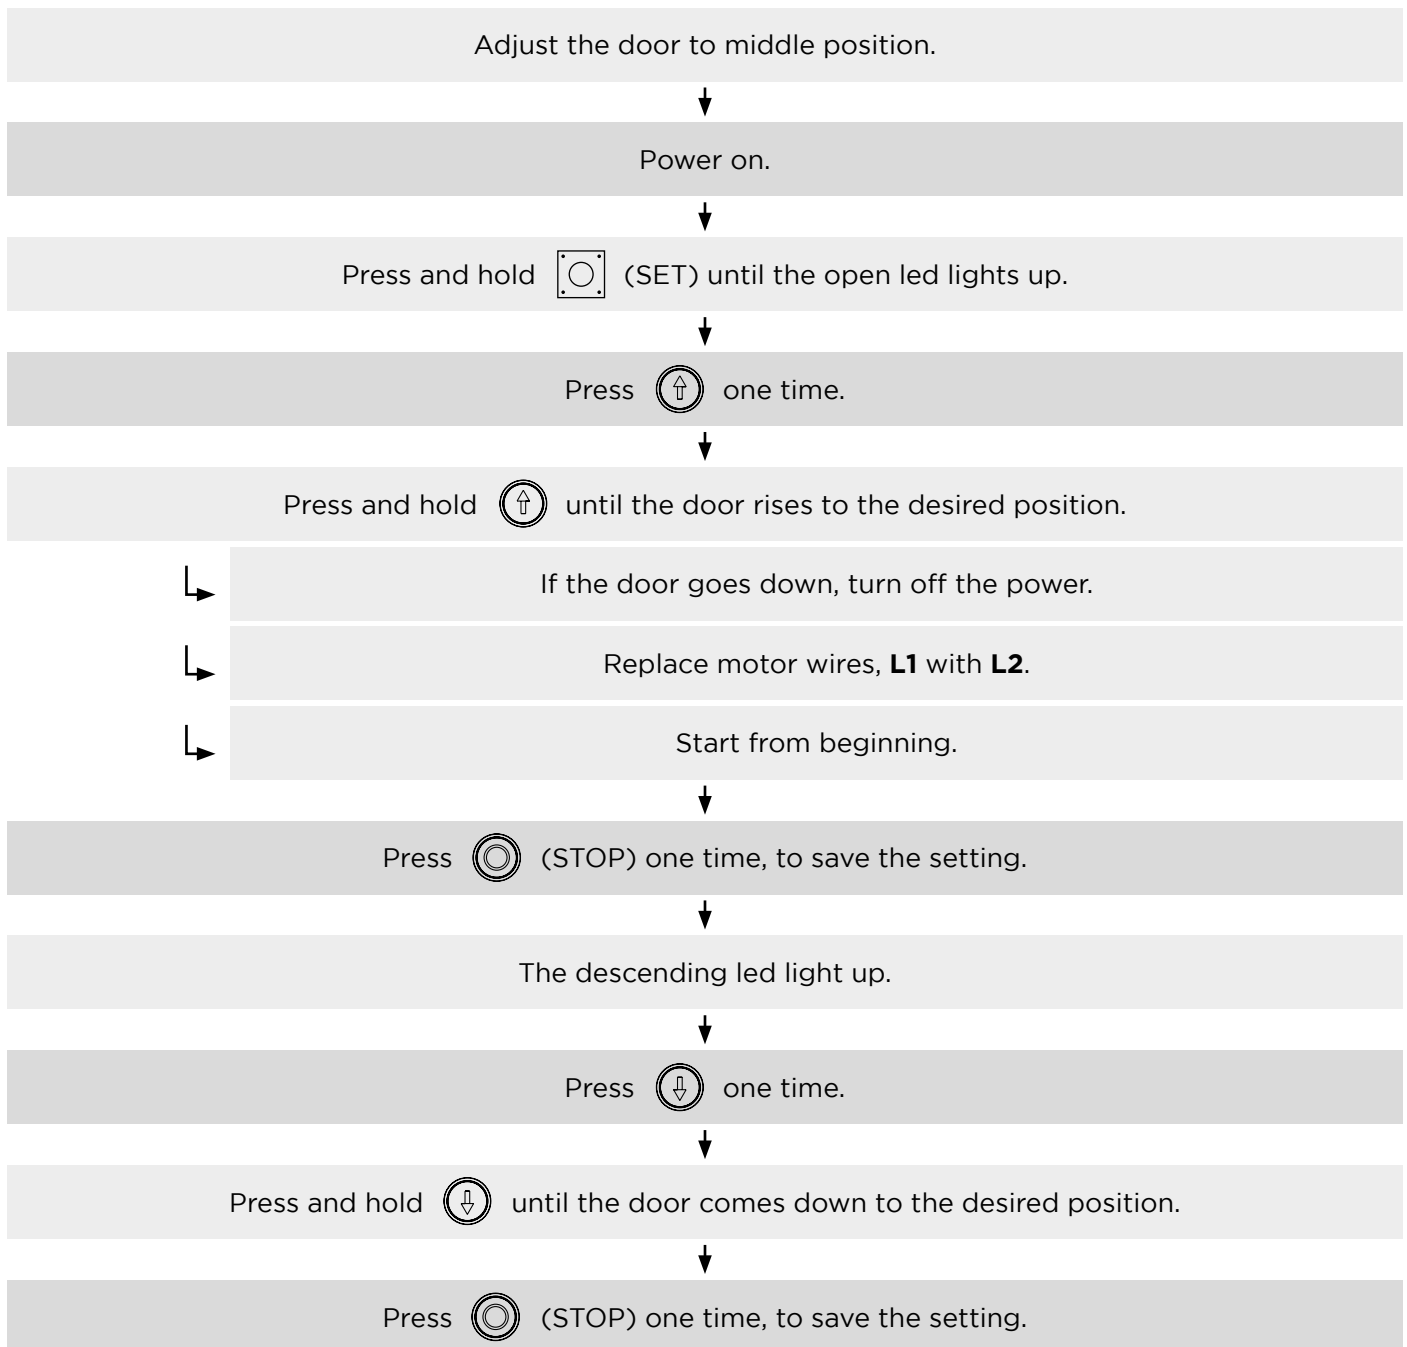 Adjust the door to middle position.
Power on.
Press and hold (SET) until the open led lights up.
Press one time.
Press and hold until the door rises to the desired position.
If the door goes down, turn off the power.
Replace motor wires, L1 with L2.
Start from beginning.
Press (STOP) one time, to save the setting.
The descending led light up.
Press one time.
Press and hold until the door comes down to the desired position.
Press (STOP) one time, to save the setting.